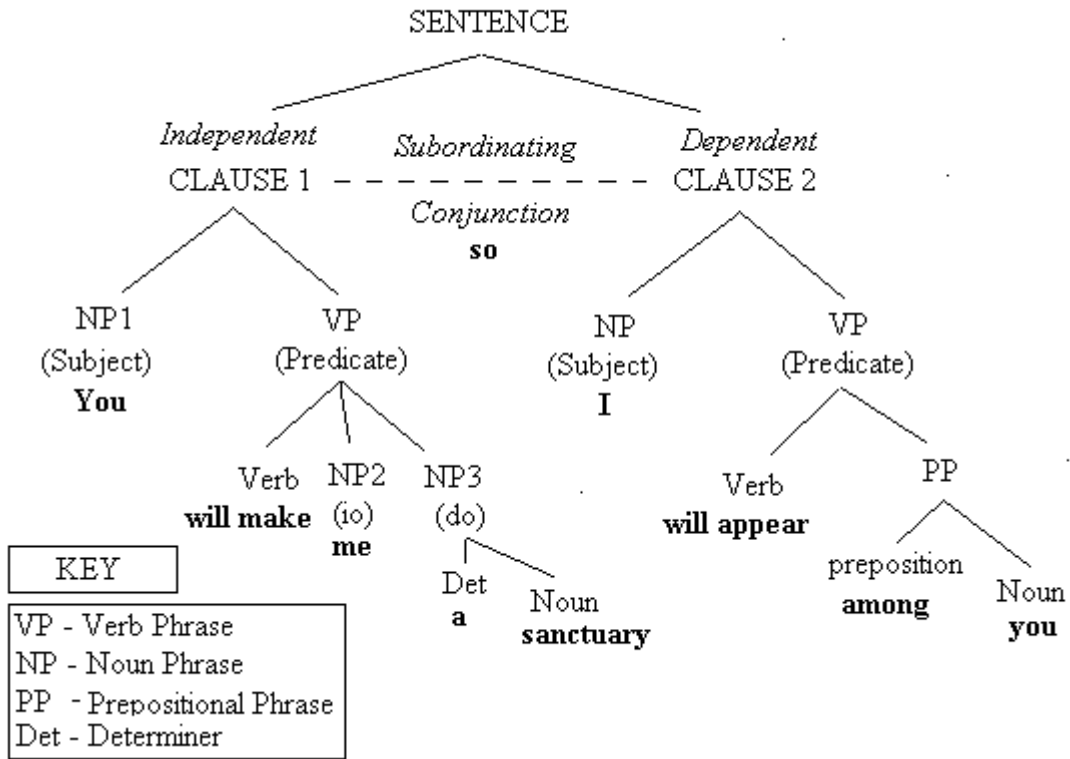 SENTENCE
Independent
Subordinating
Dependent
CLAUSE 1
CLAUSE 2
Conjunction
so
NP1
VP
NP
VP
(Subject)
(Predicate)
(Subject)
(Predicate)
You
I
Verb
NP2
NP3
Verb
PP
will make
(io)
(do)
will appear
me
KEY
Det
Noun
preposition
Noun
a
sanctuary
among
you
VP - Verb Phrase
NP - Noun Phrase
PP - Prepositional Phrase
Det - Determiner